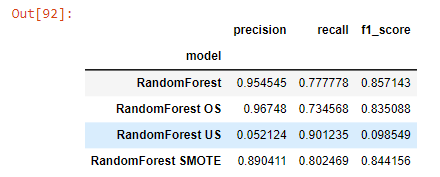 Out[92]:
precision recall f1_score
model
RandomForest 0.954545 0.777778 0.857143
RandomForest OS 0.96748 0.734568 0.835088
RandomForest US 0.052124 0.901235 0.098549
RandomForest SMOTE 0.890411 0.802469 0.844156